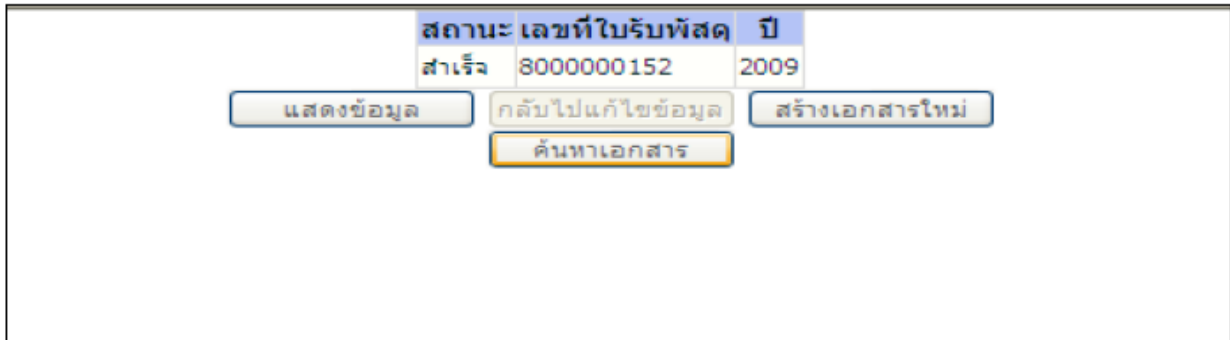 สถานะ เลขที่ใบรับพัสดุ ปี
สำเร็จ 8000000152 2009
แสดงข้อมูล กลับไปแก้ไขข้อมูล สร้างเอกสารใหม่
ค้นหาเอกสาร